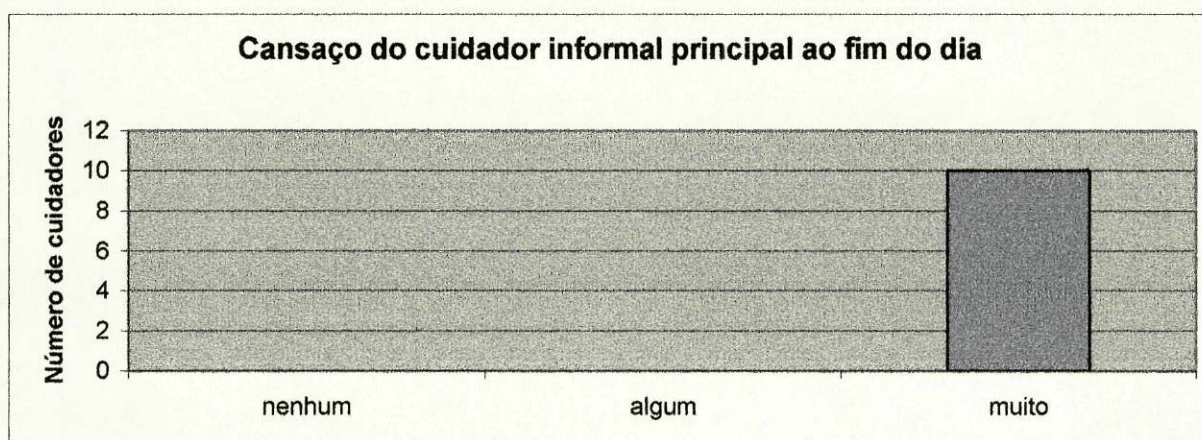 Cansaço do cuidador informal principal ao fim do dia
Número de cuidadores
12
10
8
6
4
2
0
nenhum
algum
muito